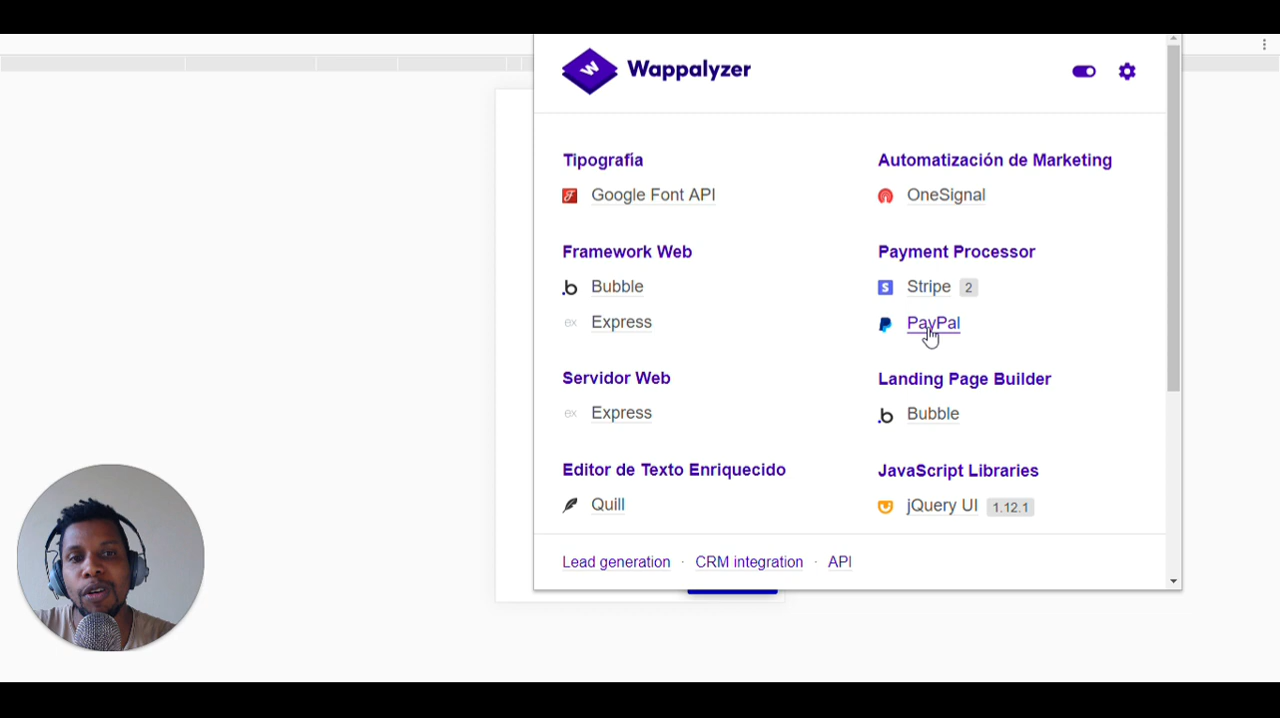 Wappalyzer
Tipografía
Google Font API
Framework Web
Bubble
ex Express
Servidor Web
ex Express
Editor de Texto Enriquecido
Quill
Automatización de Marketing
OneSignal
Payment Processor
S Stripe 2
PayPal
Landing Page Builder
Bubble
JavaScript Libraries
jQuery UI 1.12.1
Lead generation · CRM integration · API